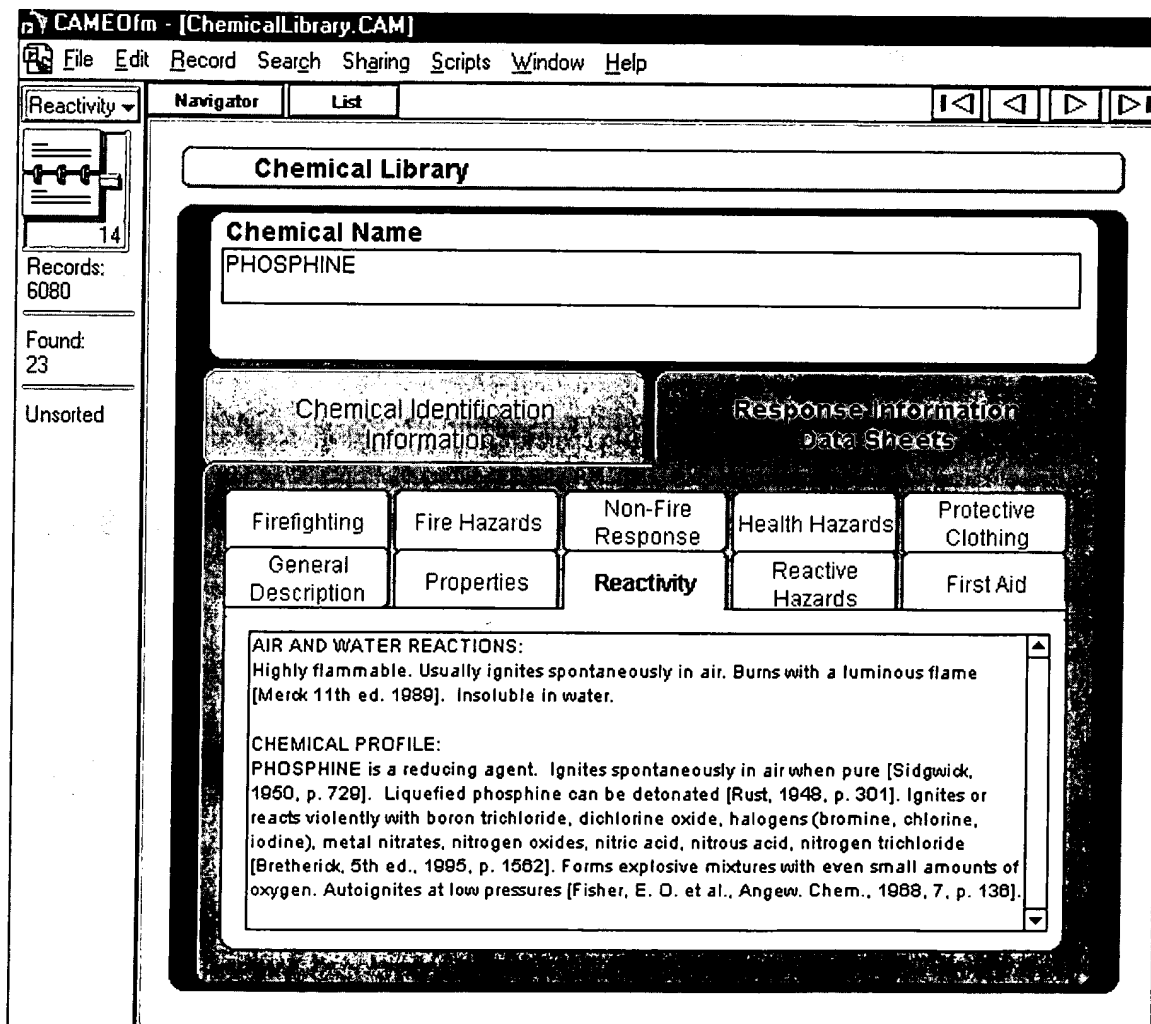 CAMEOfm - [ChemicalLibrary.CAM]
File Edit Record Search Sharing Scripts Window Help
Reactivity
Navigator List
14
Records:
6080
Found:
23
Unsorted
Chemical Library
Chemical Name
PHOSPHINE
Chemical Identification
Information
Response Information
Data Sheets
Firefighting
Fire Hazards
Non-Fire
Response
Health Hazards
Protective
Clothing
General
Description
Properties
Reactivity
Reactive
Hazards
First Aid
AIR AND WATER REACTIONS:
Highly flammable. Usually ignites spontaneously in air. Burns with a luminous flame
[Merck 11th ed. 1989]. Insoluble in water.
CHEMICAL PROFILE:
PHOSPHINE is a reducing agent. Ignites spontaneously in air when pure [Sidgwick,
1950, p. 729]. Liquefied phosphine can be detonated [Rust, 1948, p. 301]. Ignites or
reacts violently with boron trichloride, dichlorine oxide, halogens (bromine, chlorine,
iodine), metal nitrates, nitrogen oxides, nitric acid, nitrous acid, nitrogen trichloride
[Bretherick, 5th ed., 1995, p. 1562]. Forms explosive mixtures with even small amounts of
oxygen. Autoignites at low pressures [Fisher, E. O. et al., Angew. Chem., 1968, 7, p. 136].